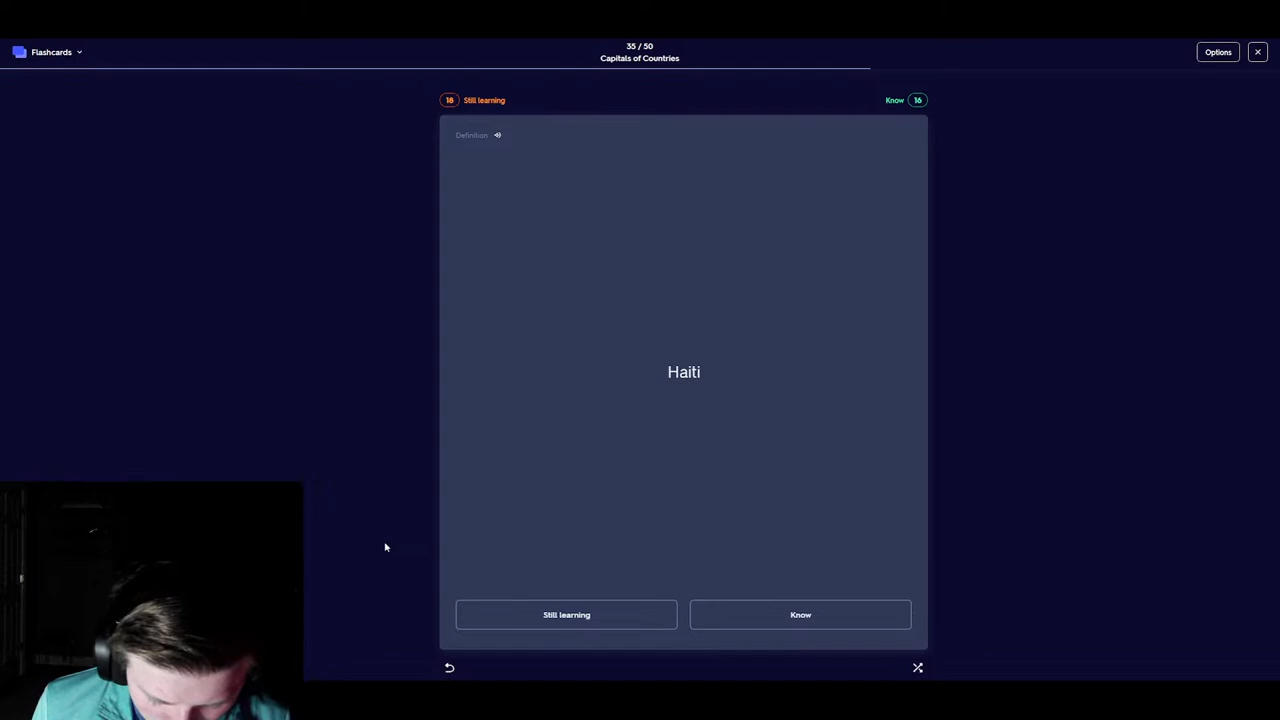 Flashcards
35 / 50
Capitals of Countries
Options
18 Still learning
Know 16
Definition
Haiti
Still learning
Know